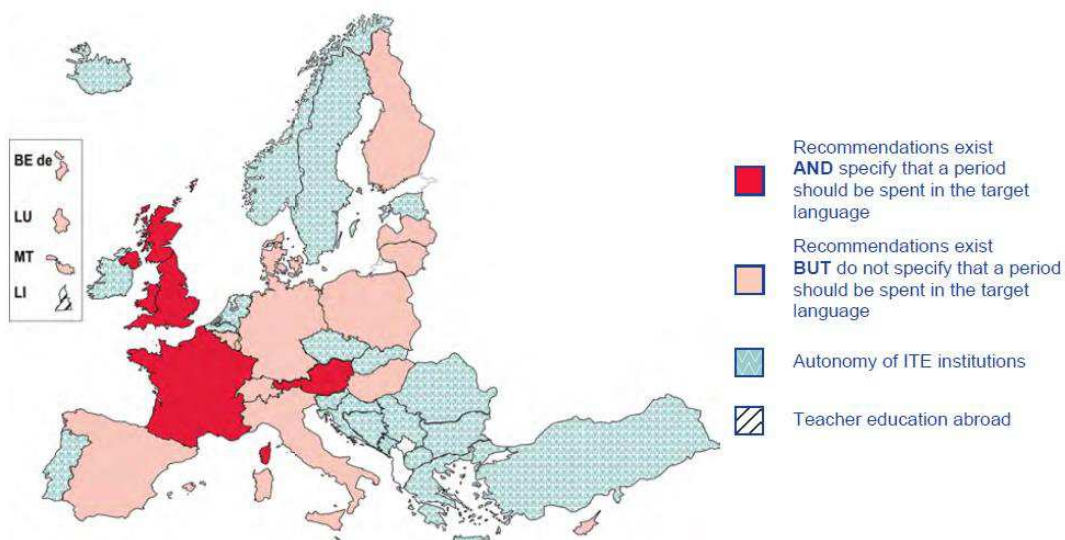 BE de
LU
MT
LI
Recommendations exist
AND specify that a period
should be spent in the target
language
Recommendations exist
BUT do not specify that a period
should be spent in the target
language
Autonomy of ITE institutions
Teacher education abroad